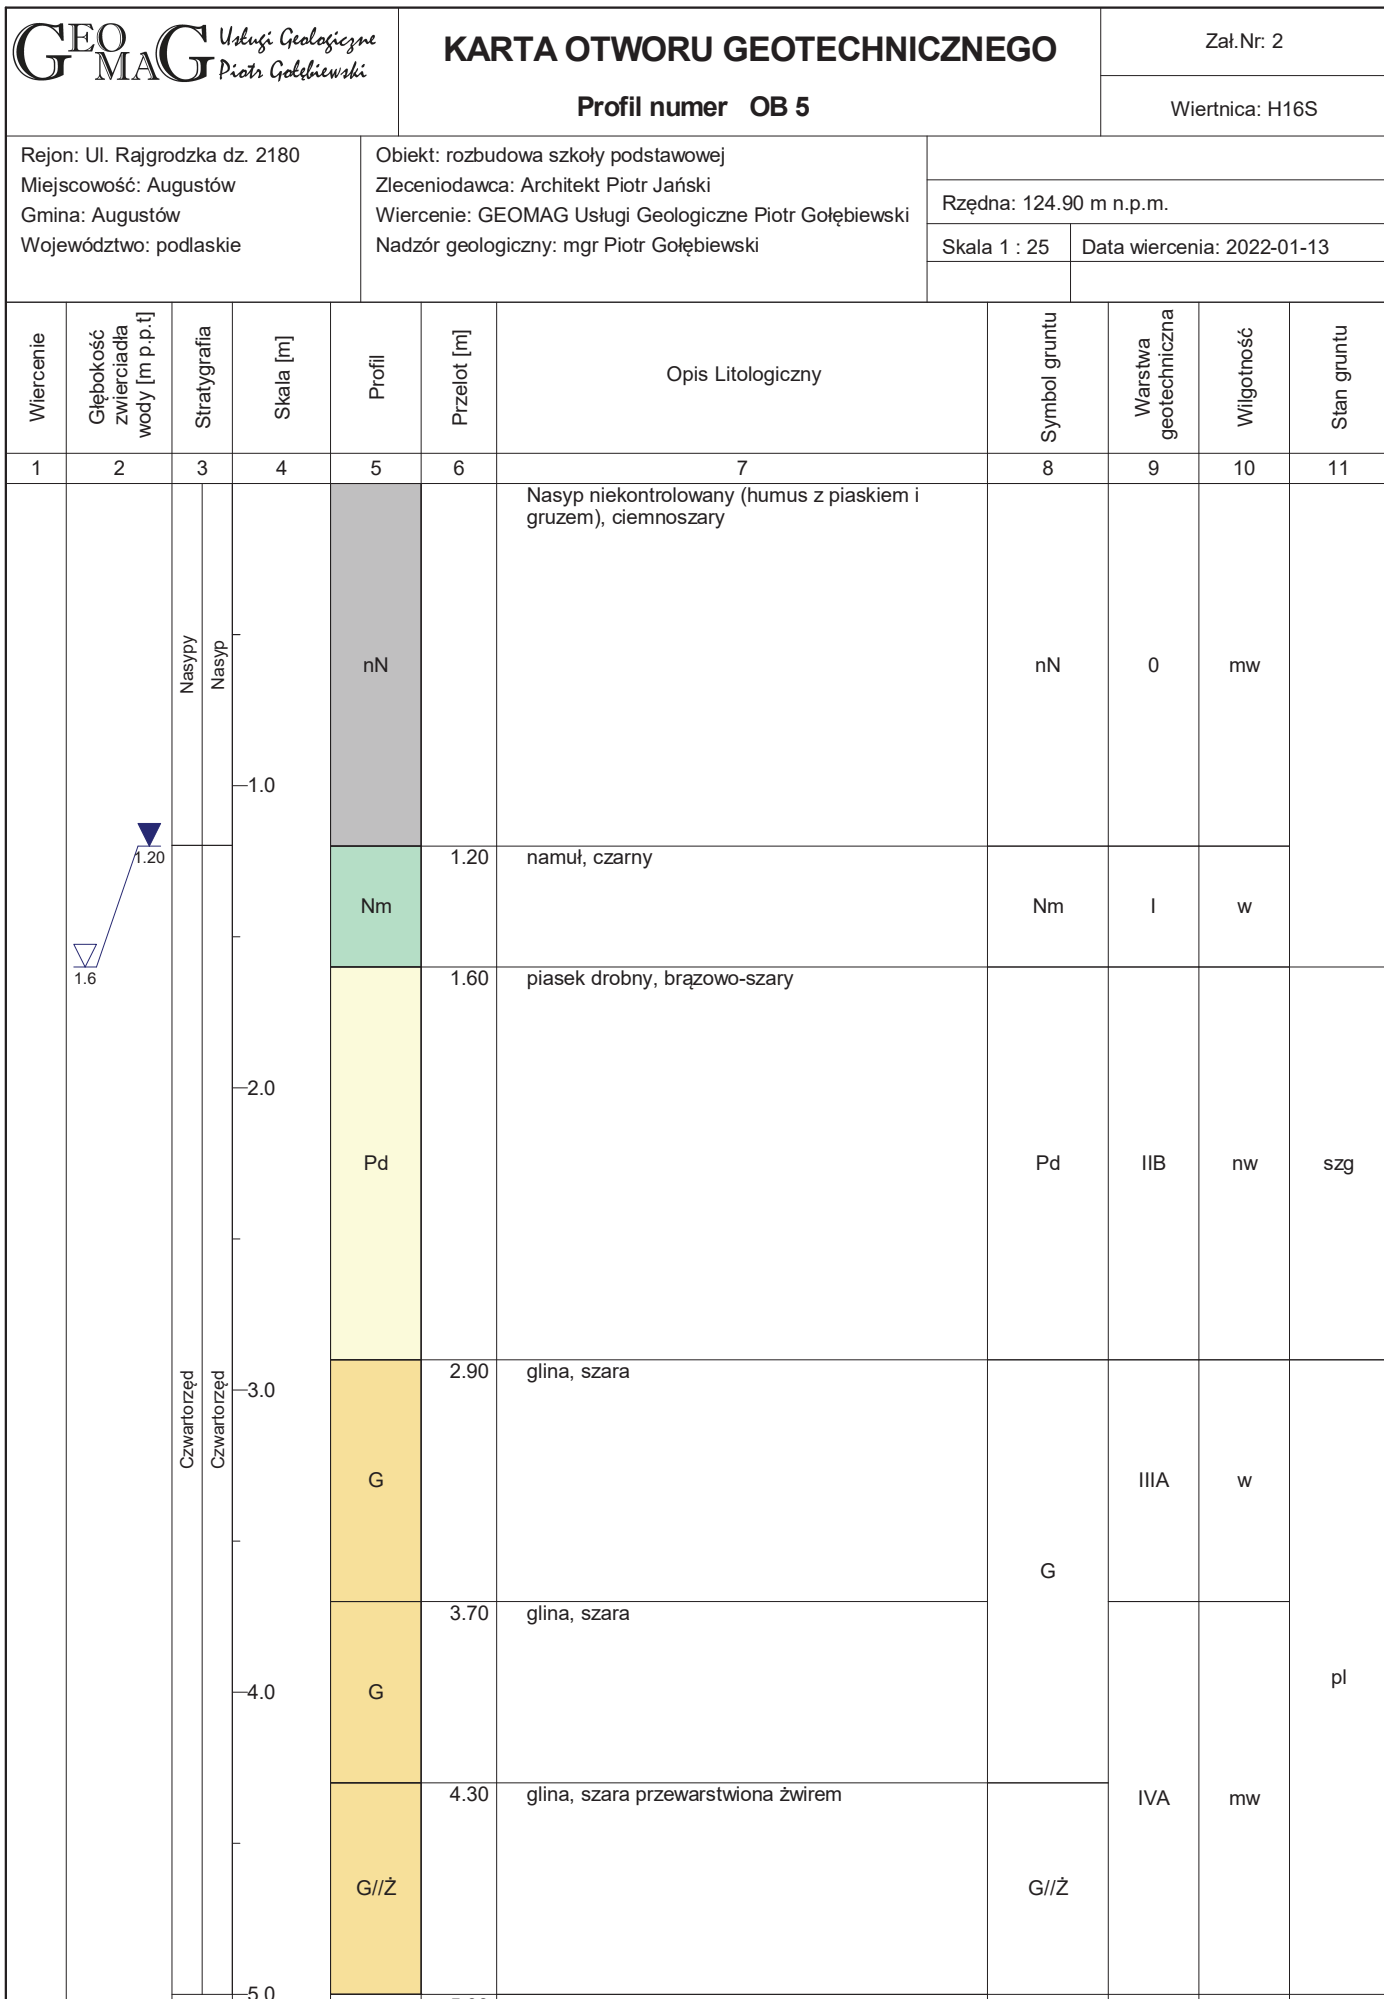 GEOMAG Usługi Geologiczne
Piotr Gołębiewski
KARTA OTWORU GEOTECHNICZNEGO
Profil numer OB 5
Zał.Nr: 2
Wiertnica: H16S
Rejon: Ul. Rajgrodzka dz. 2180
Miejscowość: Augustów
Gmina: Augustów
Województwo: podlaskie
Obiekt: rozbudowa szkoły podstawowej
Zleceniodawca: Architekt Piotr Jański
Wiercenie: GEOMAG Usługi Geologiczne Piotr Gołębiewski
Nadzór geologiczny: mgr Piotr Gołębiewski
Rzędna: 124.90 m n.p.m.
Skala 1 : 25
Data wiercenia: 2022-01-13
Wiercenie
Głębokość
zwierciadła
wody [m p.p.t]
Stratygrafia
Skala [m]
Profil
Przelot [m]
Opis Litologiczny
Symbol gruntu
Warstwa
geotechniczna
Wilgotność
Stan gruntu
1 2 3 4 5 6 7 8 9 10 11
Nasyp niekontrolowany (humus z piaskiem i
gruzem), ciemnoszary
Nasypy
Nasyp
nN
nN
0
mw
1.0
1.20
1.20
namuł, czarny
Nm
Nm
I
w
1.6
1.60
piasek drobny, brązowo-szary
2.0
Pd
Pd
IIB
nw
szg
2.90
glina, szara
Czwartorzęd
Czwartorzęd
3.0
G
IIIA
w
G
3.70
glina, szara
4.0
G
pl
4.30
glina, szara przewarstwiona żwirem
IVA
mw
G//Ż
G//Ż
5.0